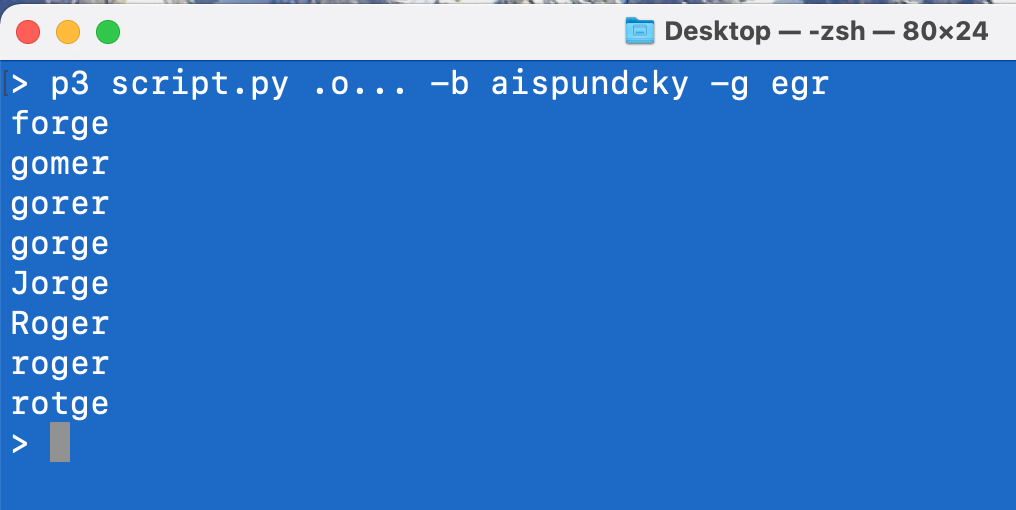 Desktop — -zsh — 80×24
[> p3 script.py .o... -b aispundcky -g egr
forge
gomer
gorer
gorge
Jorge
Roger
roger
rotge
>